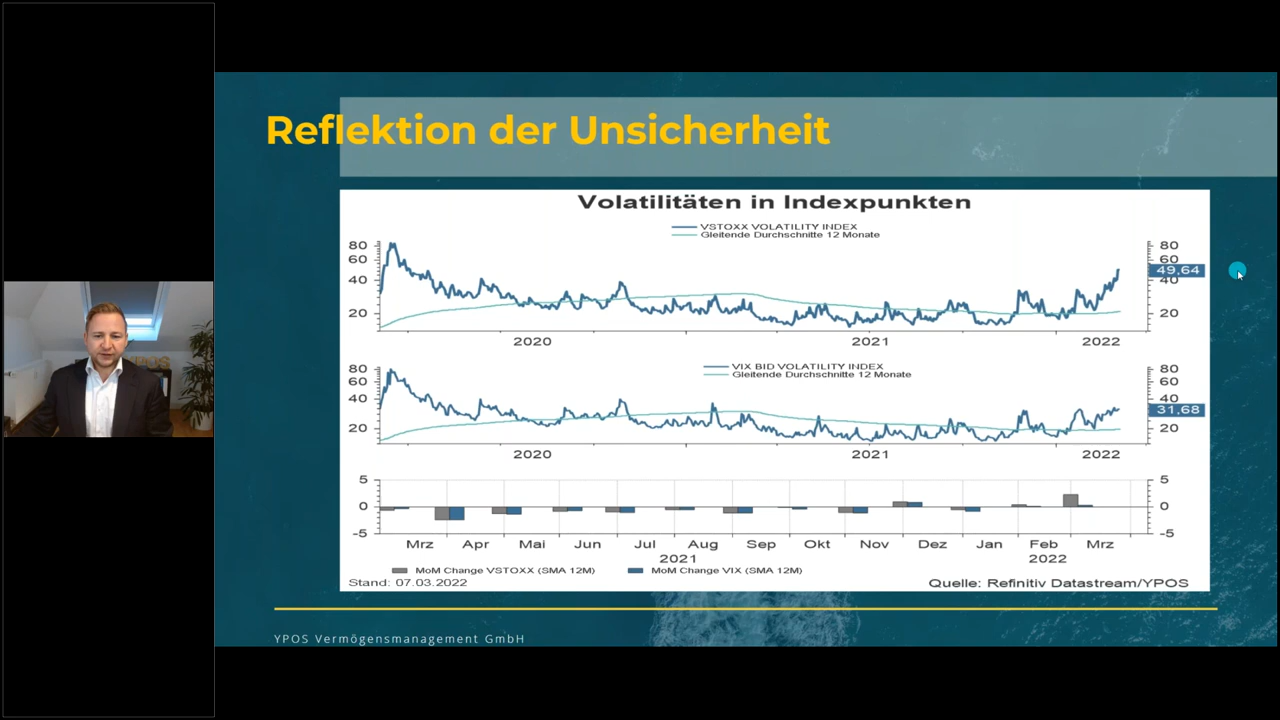 Reflektion der Unsicherheit
Volatilitäten in Indexpunkten
VSTOXX VOLATILITY INDEX
Gleitende Durchschnitte 12 Monate
80 80
60 60
49,64
40 40
20 20
2020 2021 2022
VIX BID VOLATILITY INDEX
Gleitende Durchschnitte 12 Monate
80 80
60 60
40 40
31,68
20 20
2020 2021 2022
5 5
0 0
-5 -5
Mrz Apr Mai Jun Jul Aug Sep Okt Nov Dez Jan Feb Mrz
2021 2022
MoM Change VSTOXX (SMA 12M) MoM Change VIX (SMA 12M)
Stand: 07.03.2022 Quelle: Refinitiv Datastream/YPOS
YPOS Vermögensmanagement GmbH